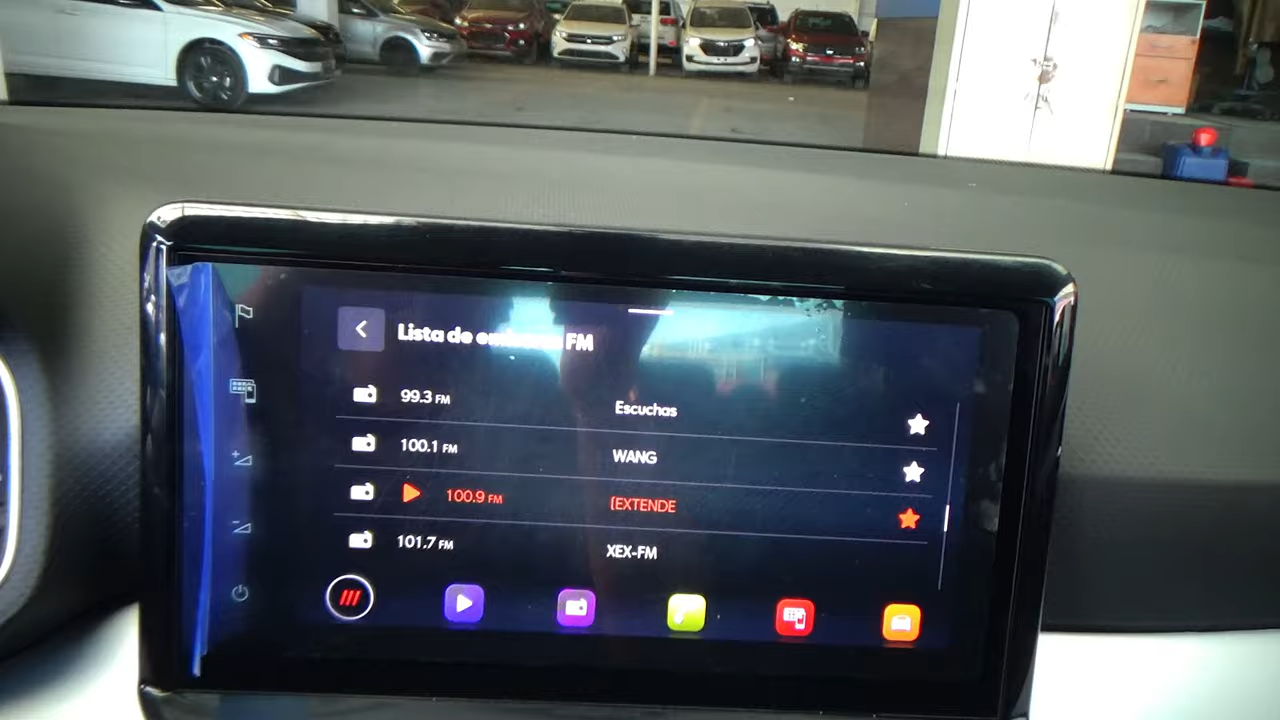 Lista de FM
99.3 FM Escuchas
100.1 FM WANG
100.9 FM [EXTENDE
101.7 FM XEX-FM